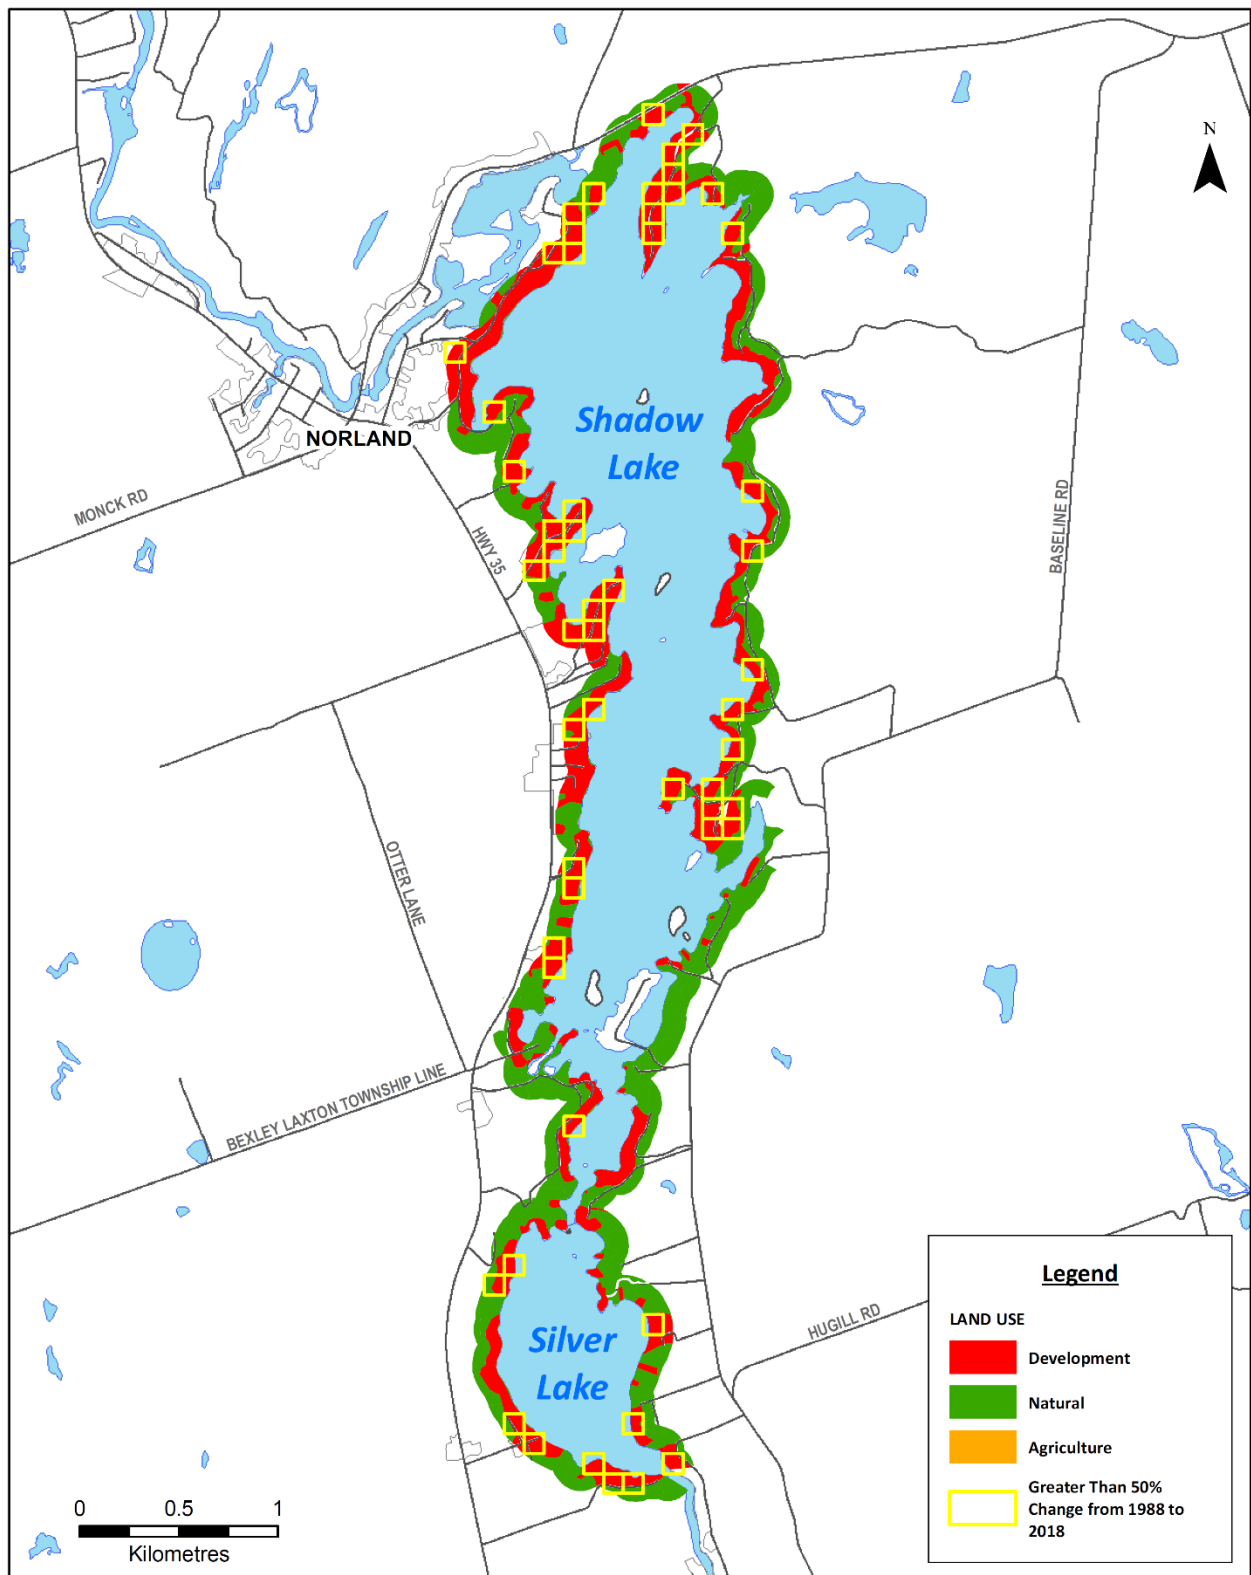 N
Shadow
Lake
NORLAND
MONCK RD
HWY 35
BASELINE RD
OTTER LANE
BEXLEY LAXTON TOWNSHIP LINE
HUGILL RD
Silver
Lake
0 0.5 1
Kilometres
Legend
LAND USE
Development
Natural
Agriculture
Greater Than 50%
Change from 1988 to
2018